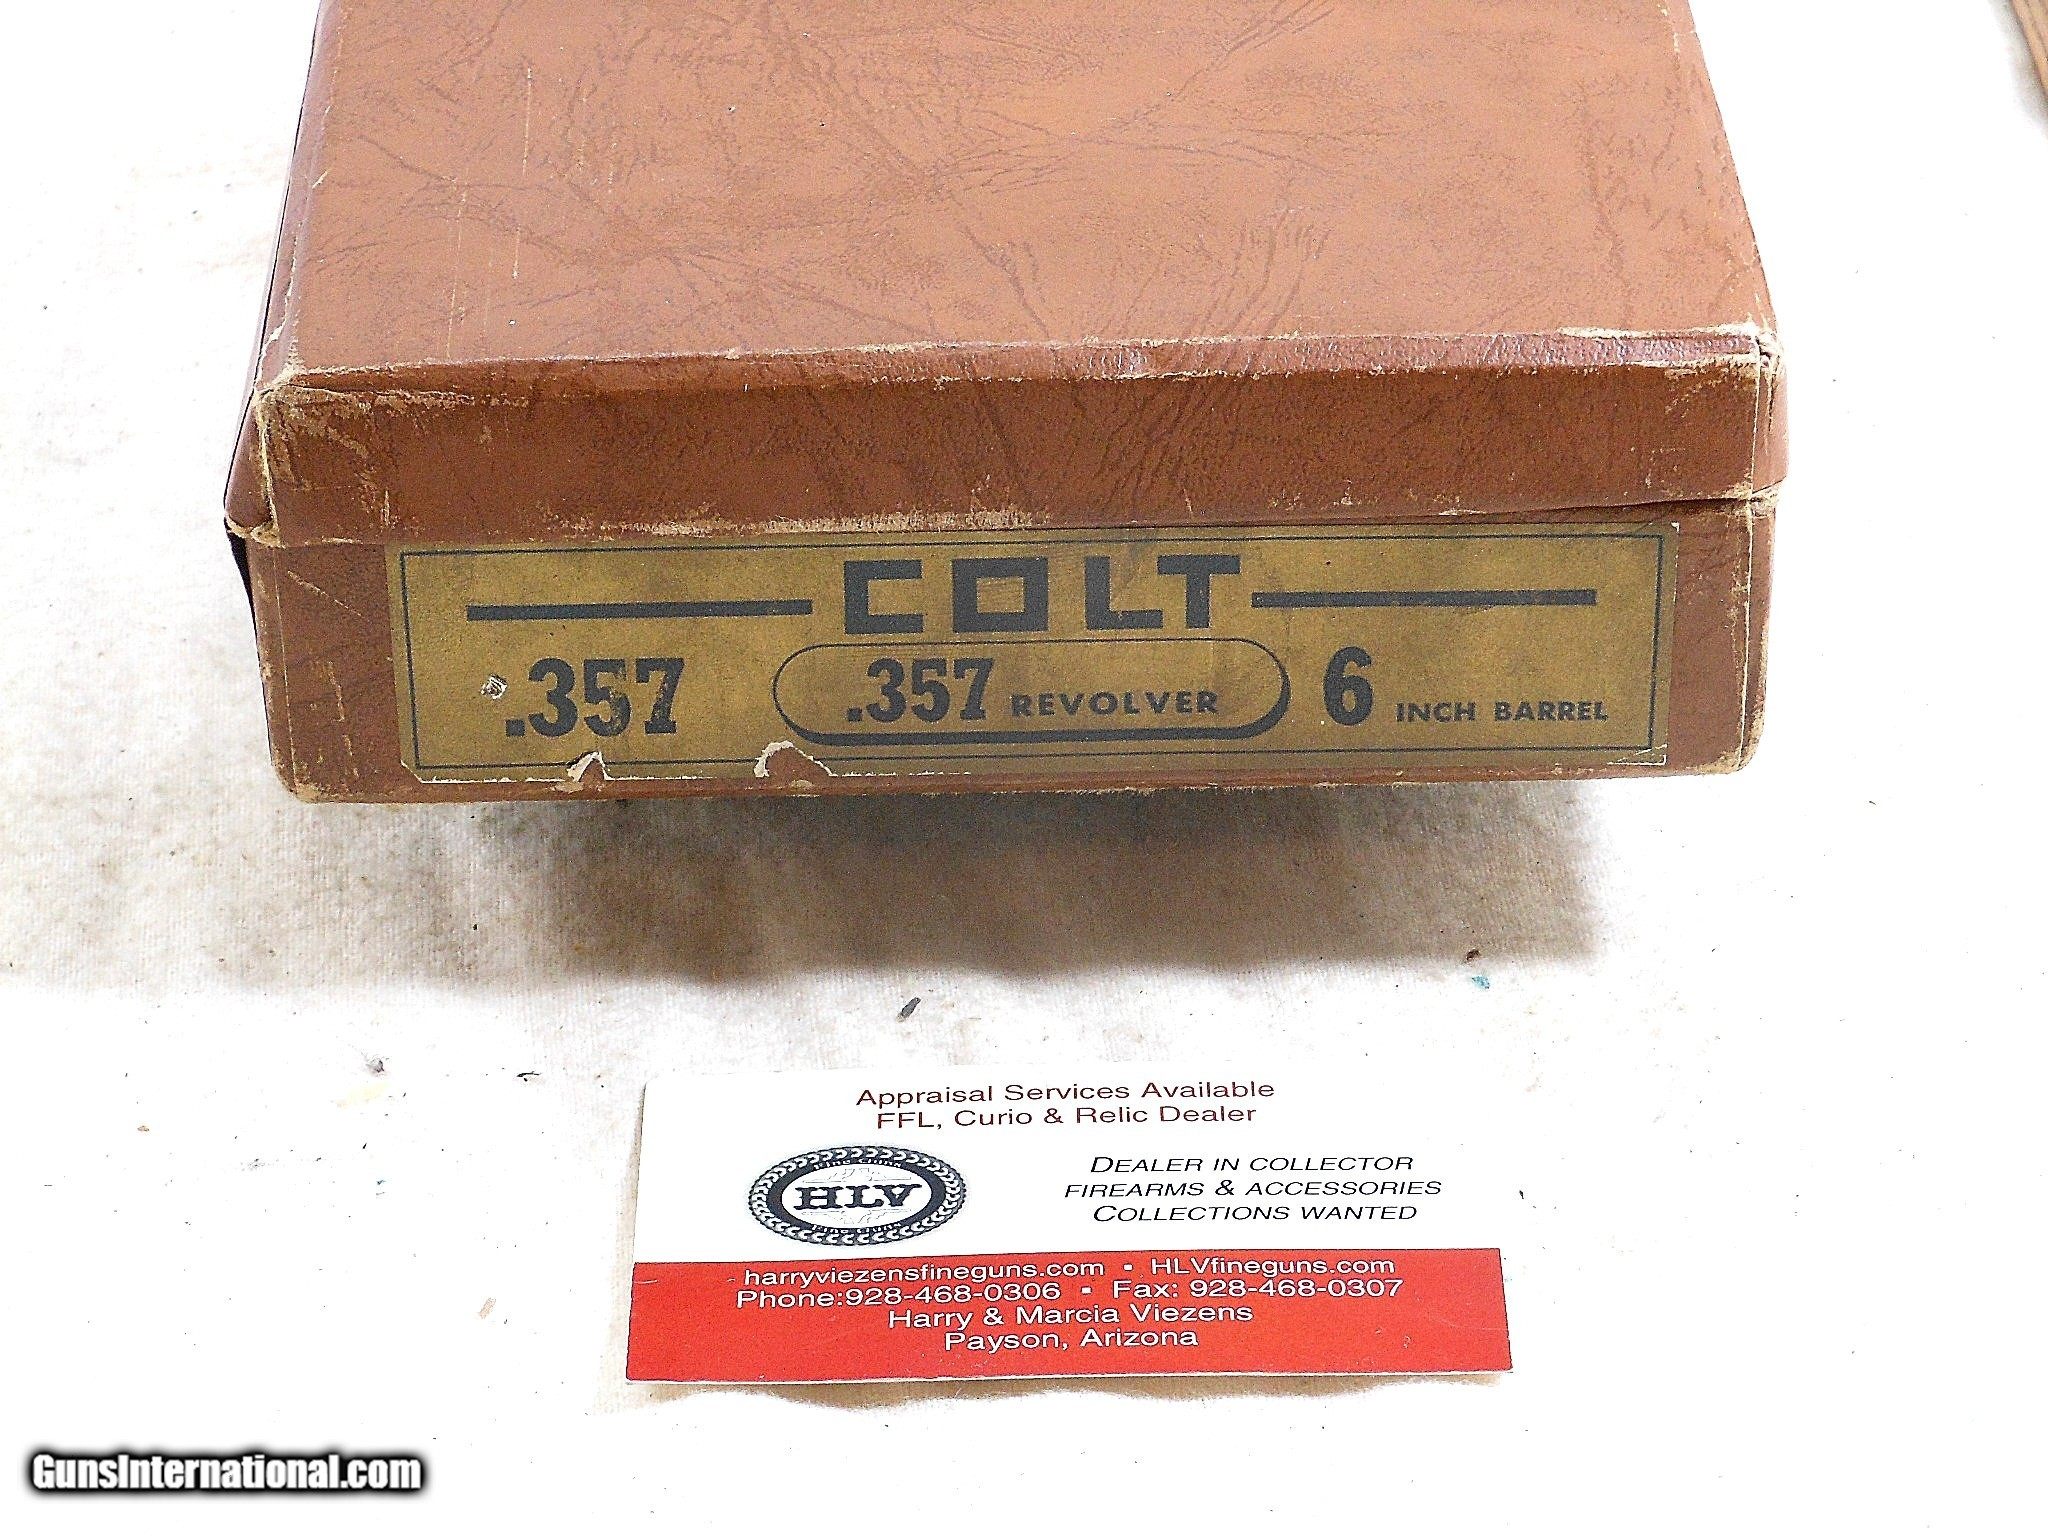 COLT
.357 .357 REVOLVER 6 INCH BARREL
Appraisal Services Available
FFL, Curio & Relic Dealer
HLV
DEALER IN COLLECTOR
FIREARMS & ACCESSORIES
COLLECTIONS WANTED
harryviezensfineguns.com ▪ HLVfineguns.com
Phone:928-468-0306 ▪ Fax: 928-468-0307
Harry & Marcia Viezens
Payson, Arizona
GunsInternational.com